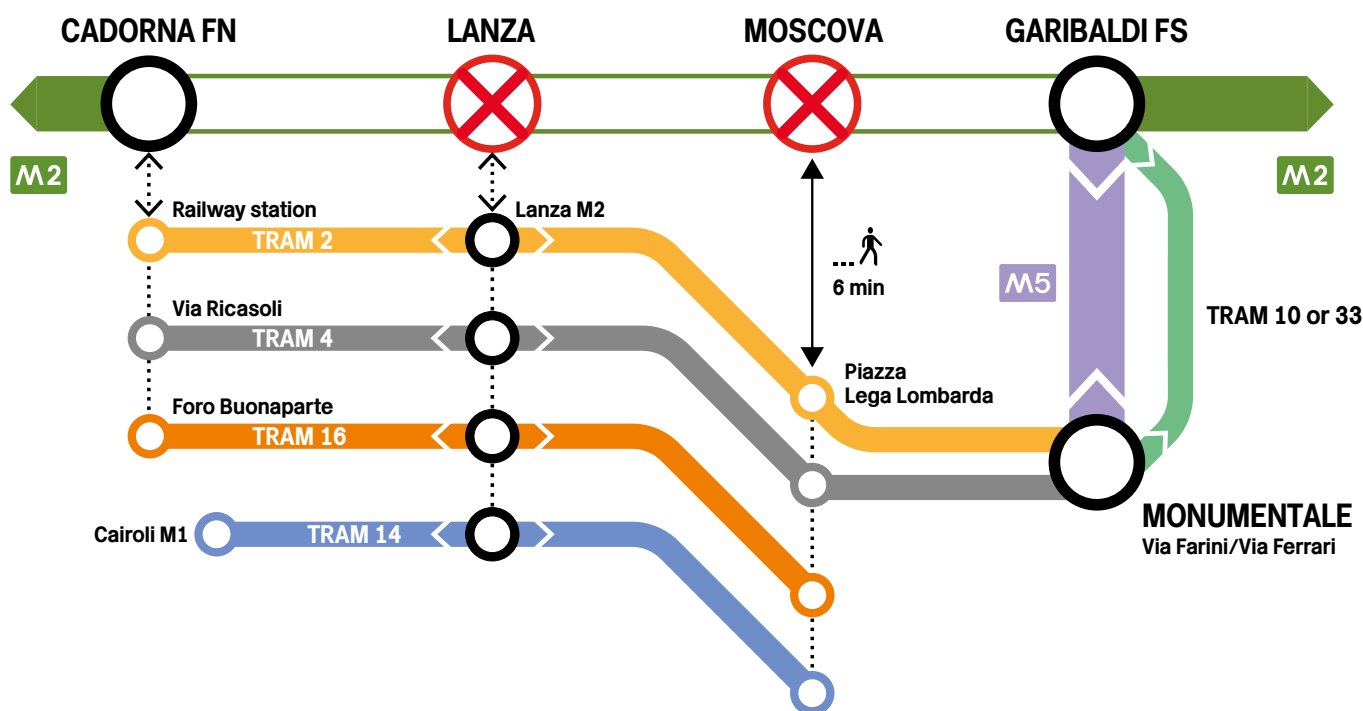 CADORNA FN
LANZA
MOSCOVA
GARIBALDI FS
M2
M2
Railway station
Lanza M2
TRAM 2
6 min
M5
Via Ricasoli
TRAM 4
TRAM 10 or 33
Piazza
Lega Lombarda
Foro Buonaparte
TRAM 16
MONUMENTALE
Via Farini/Via Ferrari
Cairoli M1
TRAM 14